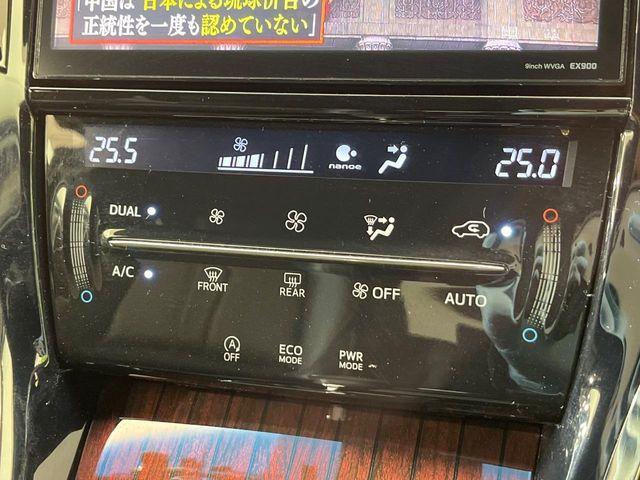 「中国は"日本による琉球併合の
正統性を一度も認めていない」
9inch WVGA EX900
25.5
nanoe
25.0
DUAL
A/C
FRONT
REAR
OFF
AUTO
A
OFF
ECO
MODE
PWR
MODE